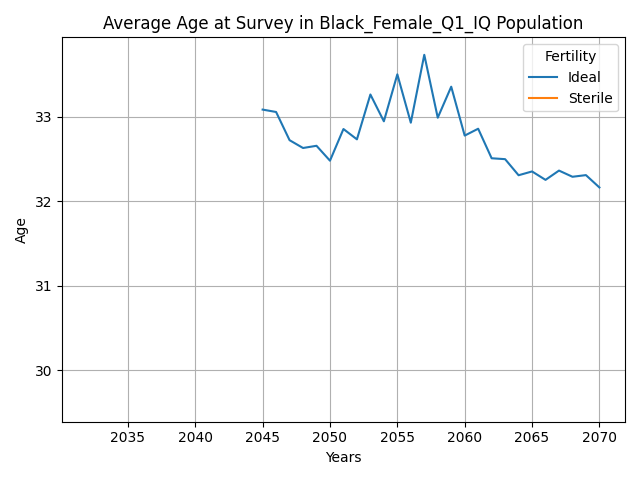 Average Age at Survey in Black_Female_Q1_IQ Population
Fertility
Ideal
Sterile
33
32
31
30
Age
2035 2040 2045 2050 2055 2060 2065 2070
Years